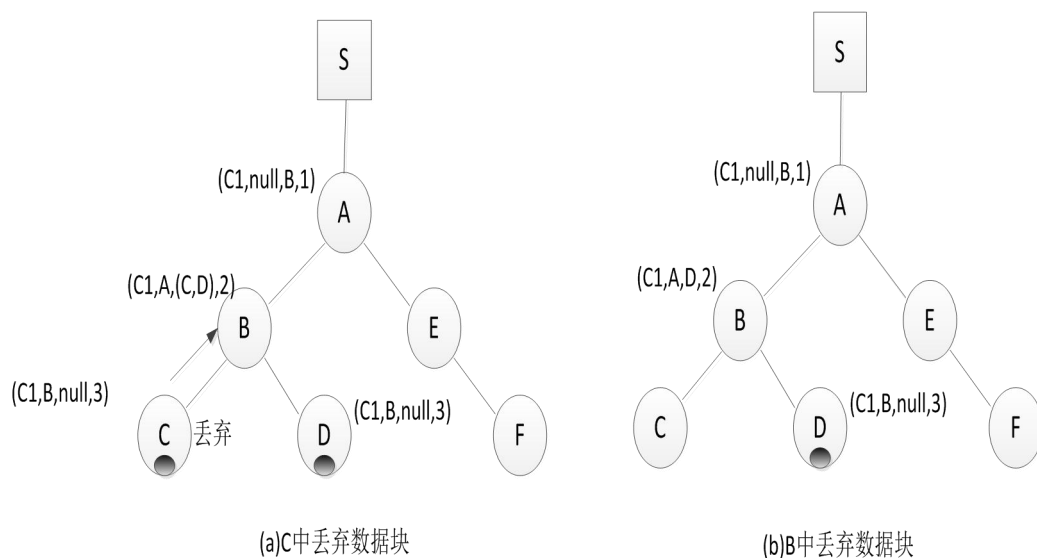 S
(C1,null,B,1)
A
(C1,A,(C,D),2)
B
E
(C1,B,null,3)
C
丢弃
D
(C1,B,null,3)
F
(a)C中丢弃数据块
S
(C1,null,B,1)
A
(C1,A,D,2)
B
E
(C1,B,null,3)
C
D
F
(b)B中丢弃数据块